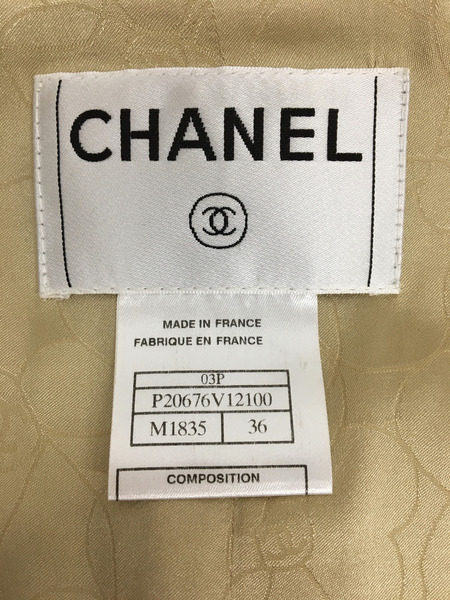 CHANEL
MADE IN FRANCE
FABRIQUE EN FRANCE
03P
P20676V12100
M1835 36
COMPOSITION